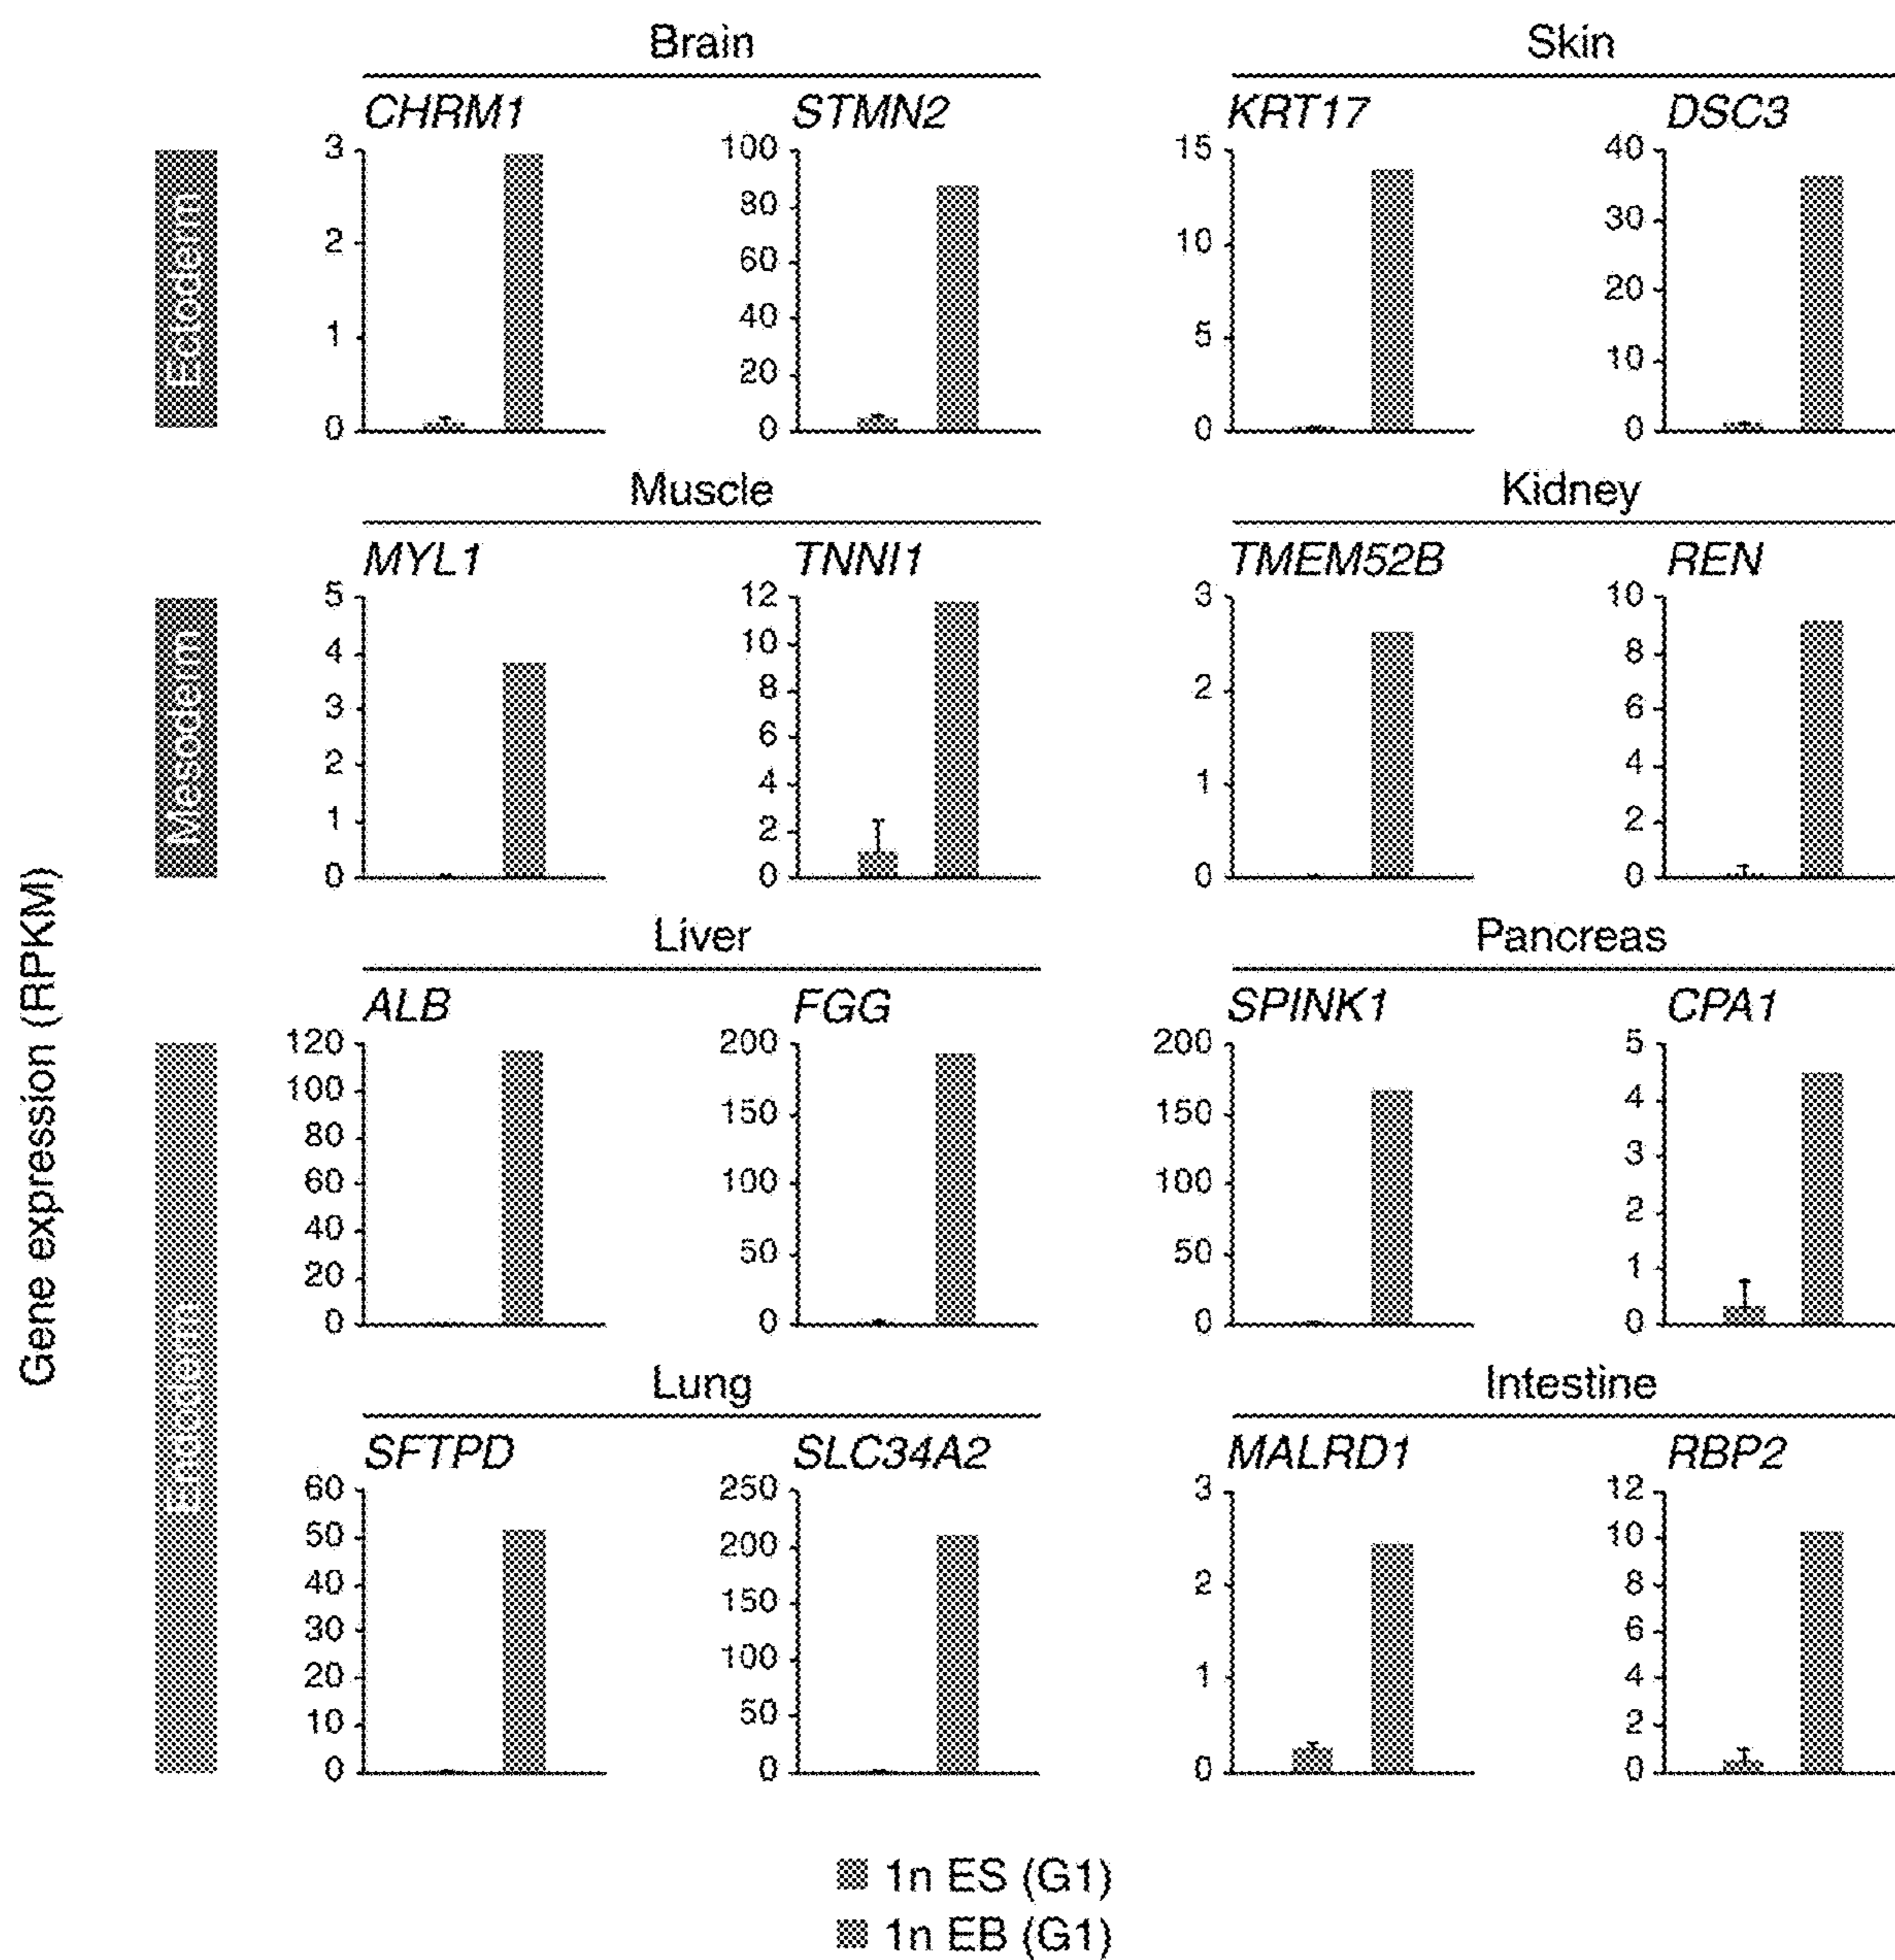 Gene expression (RPKM)
Ectoderm
Brain
CHRM1
3
2
1
0
STMN2
100
80
60
40
20
0
Skin
KRT17
15
10
5
0
DSC3
40
30
20
10
0
Mesoderm
Muscle
MYL1
5
4
3
2
1
0
TNNI1
12
10
8
6
4
2
0
Kidney
TMEM52B
3
2
1
0
REN
10
8
6
4
2
0
Endoderm
Liver
ALB
120
100
80
60
40
20
0
FGG
200
150
100
50
0
Pancreas
SPINK1
200
150
100
50
0
CPA1
5
4
3
2
1
0
Lung
SFTPD
60
50
40
30
20
10
0
SLC34A2
250
200
150
100
50
0
Intestine
MALRD1
3
2
1
0
RBP2
12
10
8
6
4
2
0
1n ES (G1)
1n EB (G1)